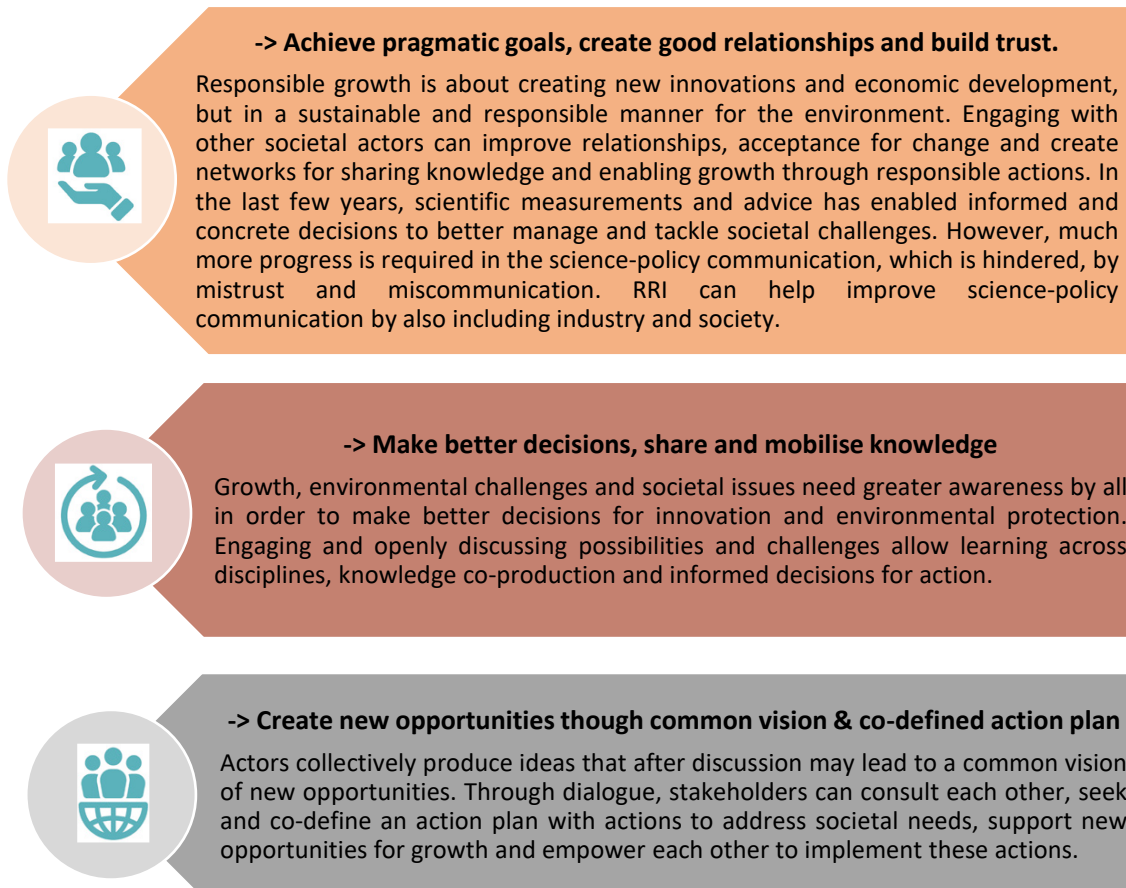 -> Achieve pragmatic goals, create good relationships and build trust.
Responsible growth is about creating new innovations and economic development,
but in a sustainable and responsible manner for the environment. Engaging with
other societal actors can improve relationships, acceptance for change and create
networks for sharing knowledge and enabling growth through responsible actions. In
the last few years, scientific measurements and advice has enabled informed and
concrete decisions to better manage and tackle societal challenges. However, much
more progress is required in the science-policy communication, which is hindered, by
mistrust and miscommunication. RRI can help improve science-policy
communication by also including industry and society.
-> Make better decisions, share and mobilise knowledge
Growth, environmental challenges and societal issues need greater awareness by all
in order to make better decisions for innovation and environmental protection.
Engaging and openly discussing possibilities and challenges allow learning across
disciplines, knowledge co-production and informed decisions for action.
-> Create new opportunities though common vision & co-defined action plan
Actors collectively produce ideas that after discussion may lead to a common vision
of new opportunities. Through dialogue, stakeholders can consult each other, seek
and co-define an action plan with actions to address societal needs, support new
opportunities for growth and empower each other to implement these actions.